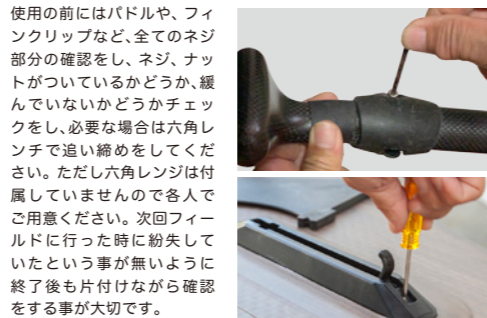 使用の前にはパドルや、フィ
ンクリップなど、全てのネジ
部分の確認をし、ネジ、ナッ
トがついているかどうか、緩
んでいないかどうかチェッ
クをし、必要な場合は六角レ
ンチで追い締めをしてくだ
さい。ただし六角レンジは付
属していませんので各人で
ご用意ください。次回フィー
ルドに行った時に紛失して
いたという事が無いように
終了後も片付けながら確認
をする事が大切です。